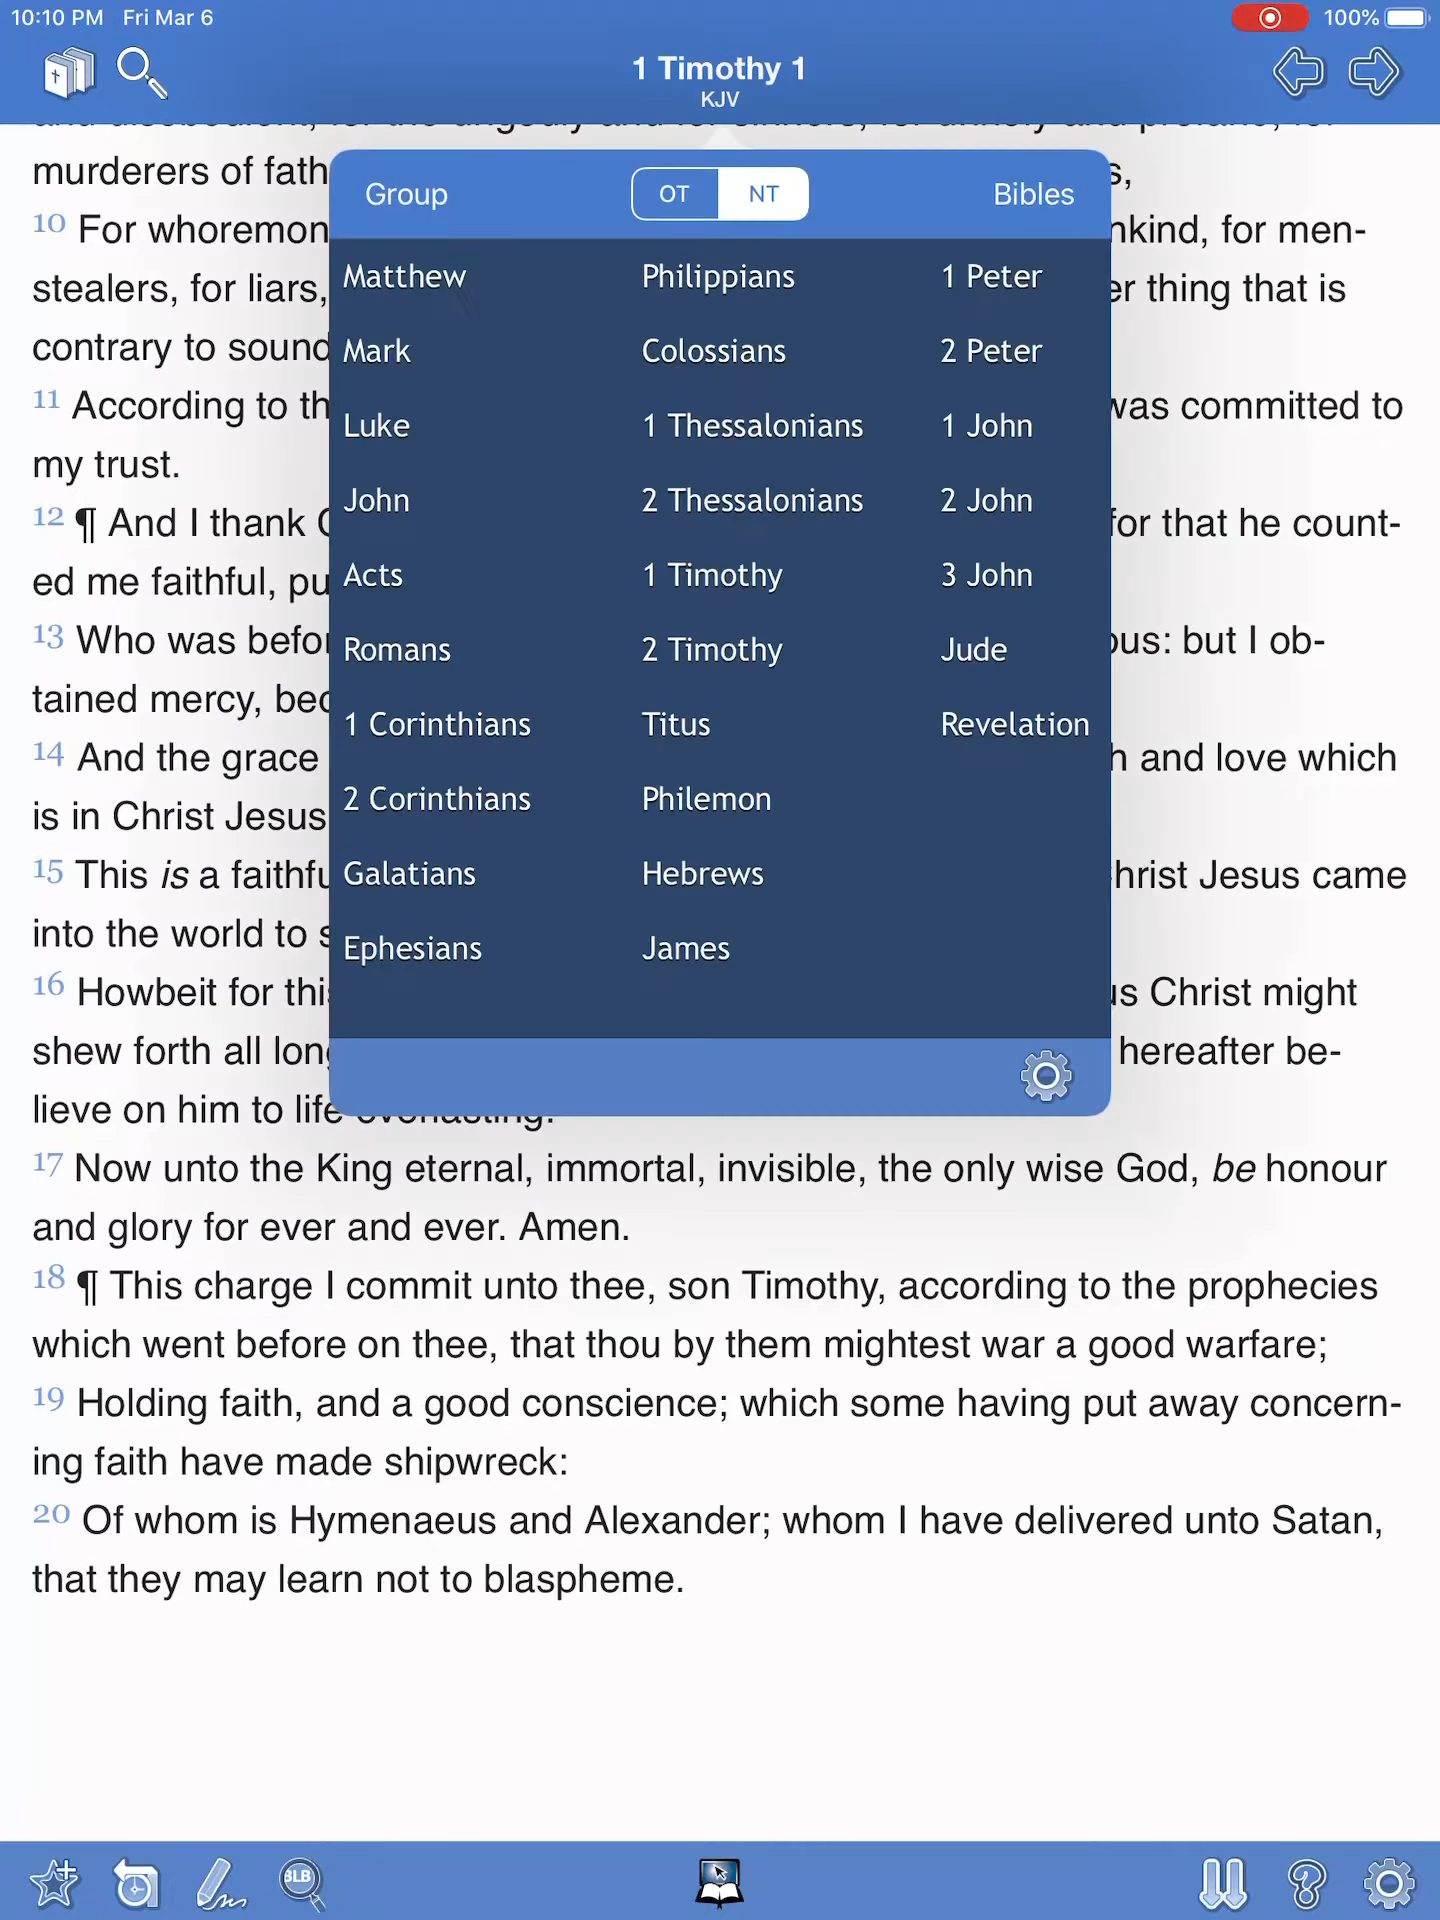 10:10 PM Fri Mar 6
100%
1 Timothy 1
KJV
murderers of fath
Group
OT
NT
Bibles
10 For whoremon
nkind, for men-
stealers, for liars,
er thing that is
contrary to sound
11 According to th
was committed to
my trust.
12 ¶ And I thank
for that he count-
ed me faithful, pu
13 Who was befor
ous: but I ob-
tained mercy, bec
14 And the grace
h and love which
is in Christ Jesus
15 This is a faithfu
hrist Jesus came
into the world to s
16 Howbeit for this
us Christ might
shew forth all long
hereafter be-
lieve on him to life everlasting.
Matthew
Mark
Luke
John
Acts
Romans
1 Corinthians
2 Corinthians
Galatians
Ephesians
Philippians
Colossians
1 Thessalonians
2 Thessalonians
1 Timothy
2 Timothy
Titus
Philemon
Hebrews
James
1 Peter
2 Peter
1 John
2 John
3 John
Jude
Revelation
17 Now unto the King eternal, immortal, invisible, the only wise God, be honour
and glory for ever and ever. Amen.
18 ¶ This charge I commit unto thee, son Timothy, according to the prophecies
which went before on thee, that thou by them mightest war a good warfare;
19 Holding faith, and a good conscience; which some having put away concern-
ing faith have made shipwreck:
20 Of whom is Hymenaeus and Alexander; whom I have delivered unto Satan,
that they may learn not to blaspheme.
BLB